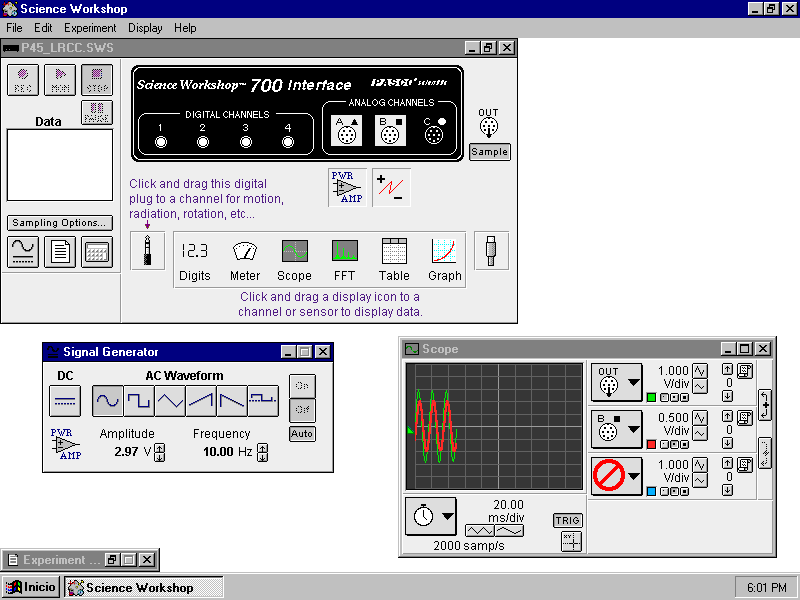 Science Workshop
File Edit Experiment Display Help
P45_LRCC.SWS
REC MON STOP
PAUSE
Data
Sampling Options...
Science Workshop™ 700 Interface PASCO scientific
DIGITAL CHANNELS
1 2 3 4
ANALOG CHANNELS
A B C
OUT
Sample
PWR
AMP
Click and drag this digital
plug to a channel for motion,
radiation, rotation, etc...
12.3
Digits Meter Scope FFT Table Graph
Click and drag a display icon to a
channel or sensor to display data.
Signal Generator
DC AC Waveform
On
Off
Auto
PWR
AMP
Amplitude Frequency
2.97 V 10.00 Hz
Scope
OUT
1.000
V/div
0
B
0.500
V/div
0
1.000
V/div
0
20.00
ms/div
2000 samp/s
TRIG
XY
Experiment ...
Inicio Science Workshop 6:01 PM